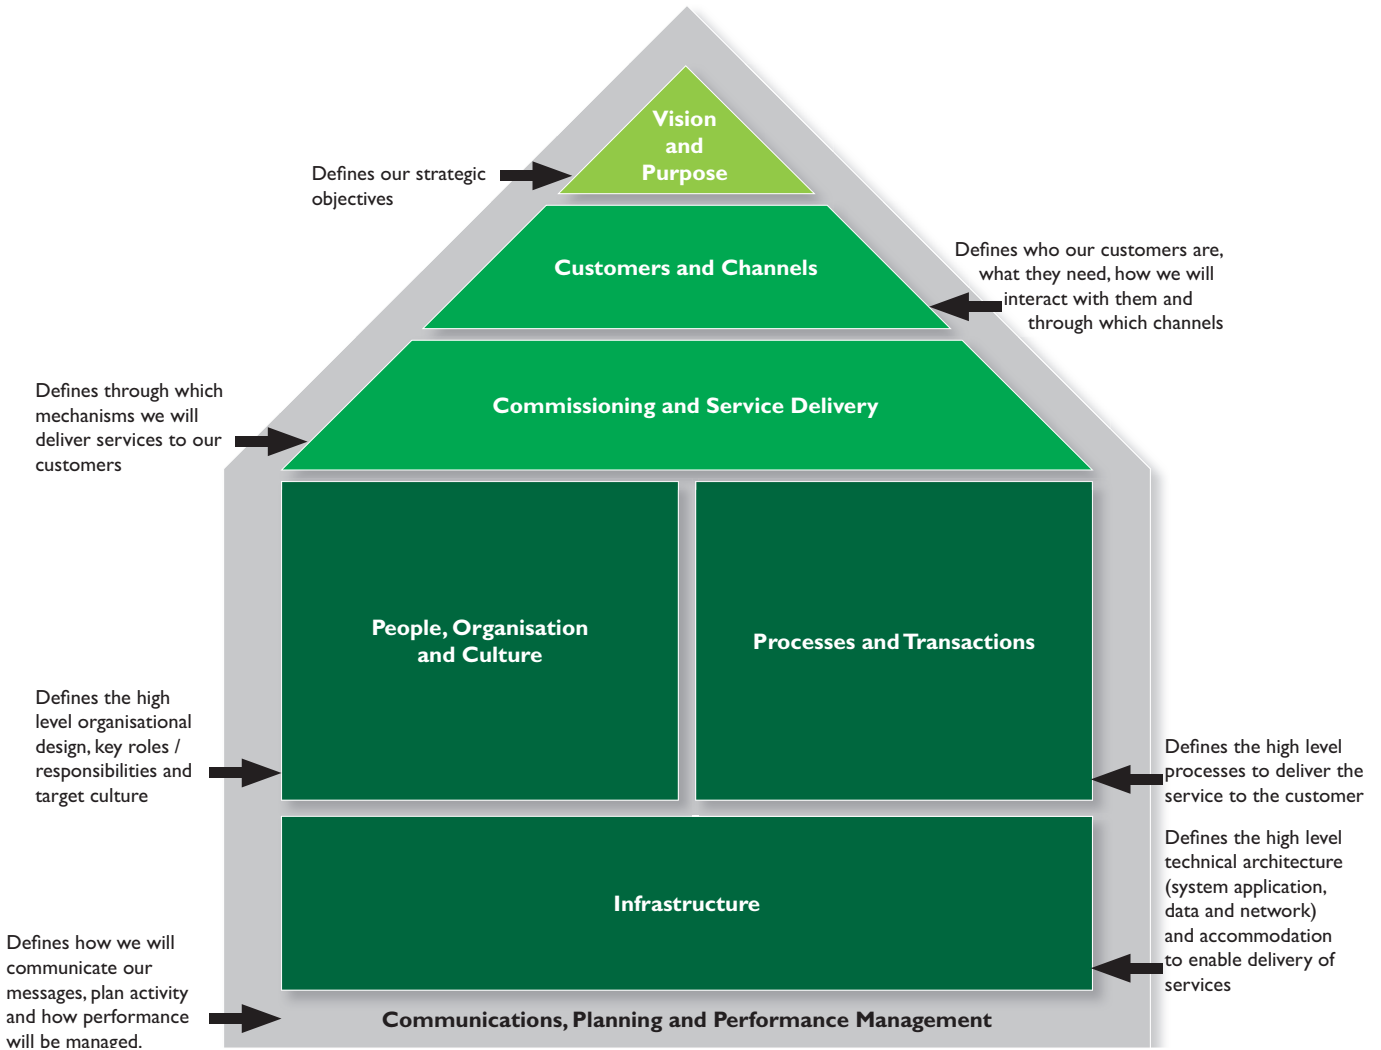 Vision
and
Purpose
Defines our strategic
objectives
Customers and Channels
Defines who our customers are,
what they need, how we will
interact with them and
through which channels
Commissioning and Service Delivery
Defines through which
mechanisms we will
deliver services to our
customers
People, Organisation
and Culture
Processes and Transactions
Defines the high
level organisational
design, key roles /
responsibilities and
target culture
Defines the high level
processes to deliver the
service to the customer
Infrastructure
Defines the high level
technical architecture
(system application,
data and network)
and accommodation
to enable delivery of
services
Defines how we will
communicate our
messages, plan activity
and how performance
will be managed.
Communications, Planning and Performance Management